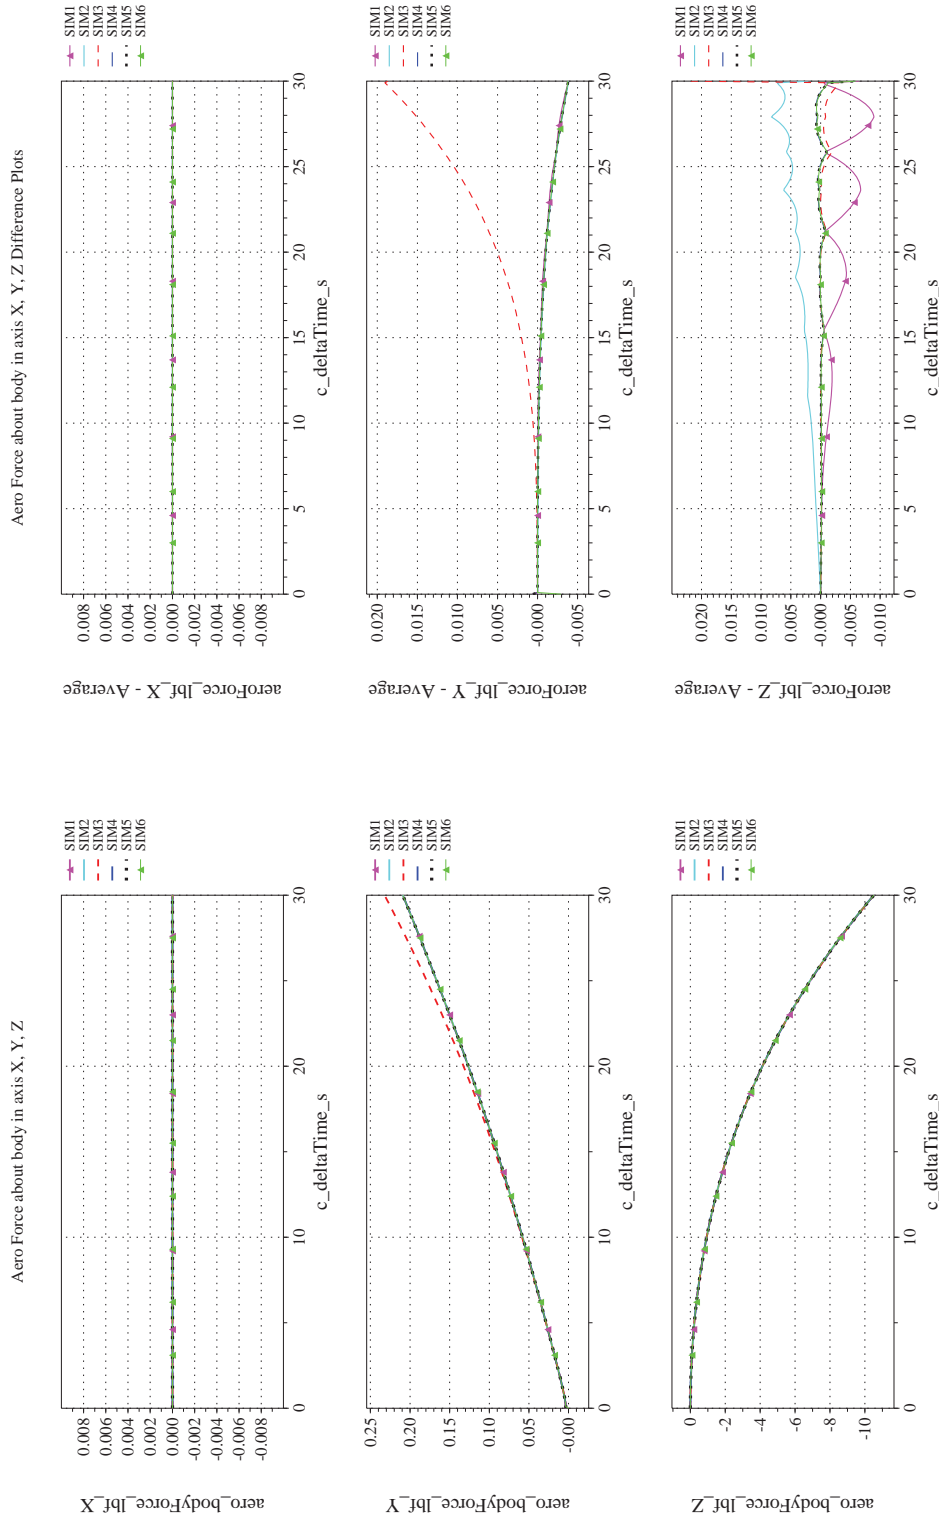 Aero Force about body in axis X, Y, Z Difference Plots
aeroForce_lbf_X - Average
0.008
0.006
0.004
0.002
0.000
-0.002
-0.004
-0.006
-0.008
0
5
10
15
20
25
30
c_deltaTime_s
SIM1
SIM2
SIM3
SIM4
SIM5
SIM6
aeroForce_lbf_Y - Average
0.020
0.015
0.010
0.005
-0.000
-0.005
0
5
10
15
20
25
30
c_deltaTime_s
SIM1
SIM2
SIM3
SIM4
SIM5
SIM6
aeroForce_lbf_Z - Average
0.020
0.015
0.010
0.005
-0.000
-0.005
-0.010
0
5
10
15
20
25
30
c_deltaTime_s
SIM1
SIM2
SIM3
SIM4
SIM5
SIM6
Aero Force about body in axis X, Y, Z
aero_bodyForce_lbf_X
0.008
0.006
0.004
0.002
0.000
-0.002
-0.004
-0.006
-0.008
0
10
20
30
c_deltaTime_s
SIM1
SIM2
SIM3
SIM4
SIM5
SIM6
aero_bodyForce_lbf_Y
0.25
0.20
0.15
0.10
0.05
-0.00
0
10
20
30
c_deltaTime_s
SIM1
SIM2
SIM3
SIM4
SIM5
SIM6
aero_bodyForce_lbf_Z
0
-2
-4
-6
-8
-10
0
10
20
30
c_deltaTime_s
SIM1
SIM2
SIM3
SIM4
SIM5
SIM6